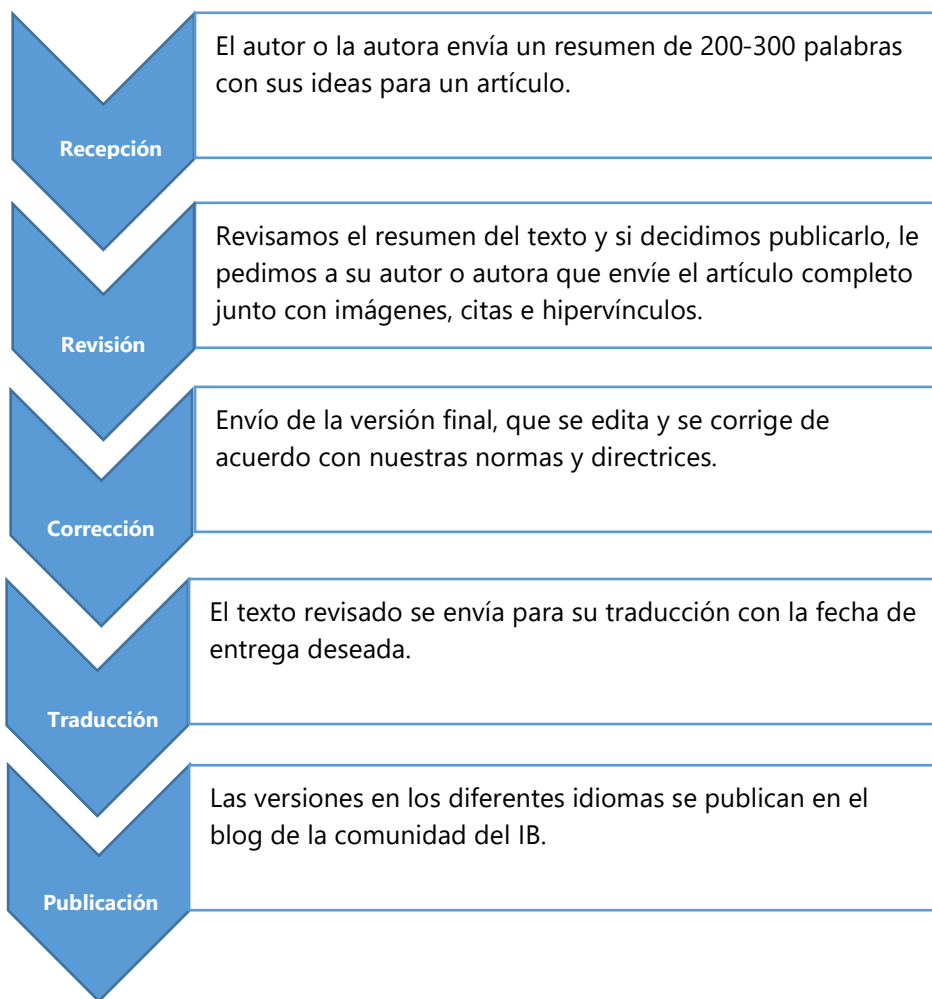 El autor o la autora envía un resumen de 200-300 palabras
con sus ideas para un artículo.
Recepción
Revisamos el resumen del texto y si decidimos publicarlo, le
pedimos a su autor o autora que envíe el artículo completo
junto con imágenes, citas e hipervínculos.
Revisión
Envío de la versión final, que se edita y se corrige de
acuerdo con nuestras normas y directrices.
Corrección
El texto revisado se envía para su traducción con la fecha de
entrega deseada.
Traducción
Las versiones en los diferentes idiomas se publican en el
blog de la comunidad del IB.
Publicación